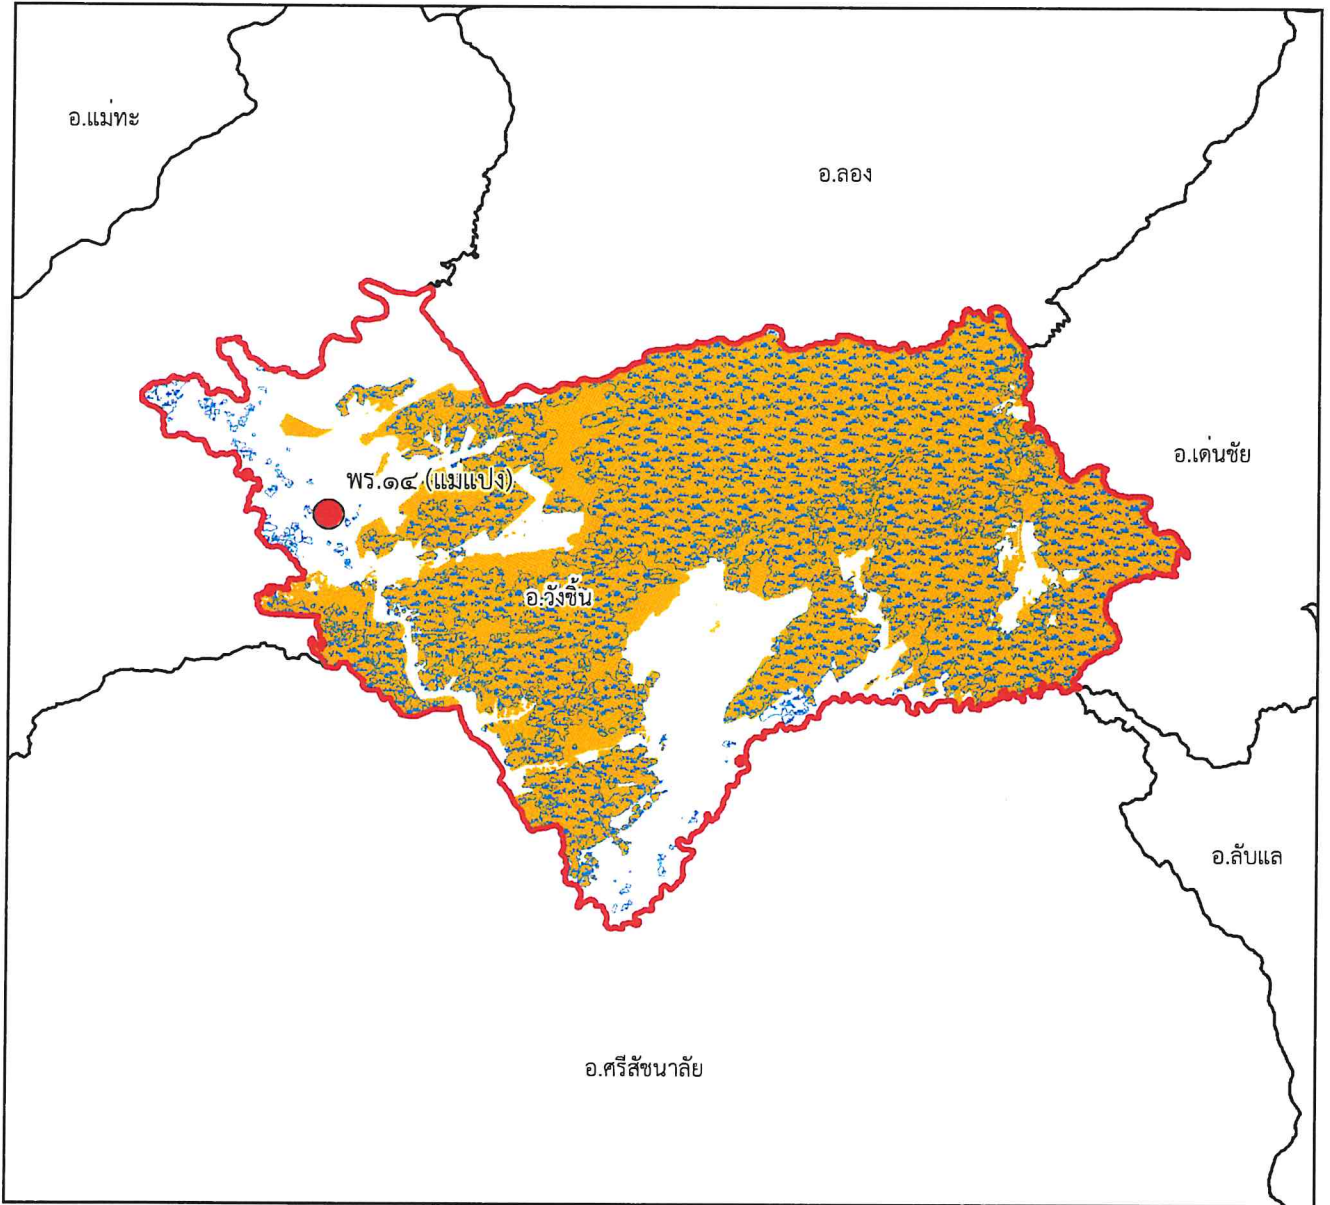 อ.แม่ทะ
อ.ลอง
อ.เด่นชัย
พร.๑๔ (แม่แปง)
อ.วังชิ้น
อ.ลับแล
อ.ศรีสัชนาลัย